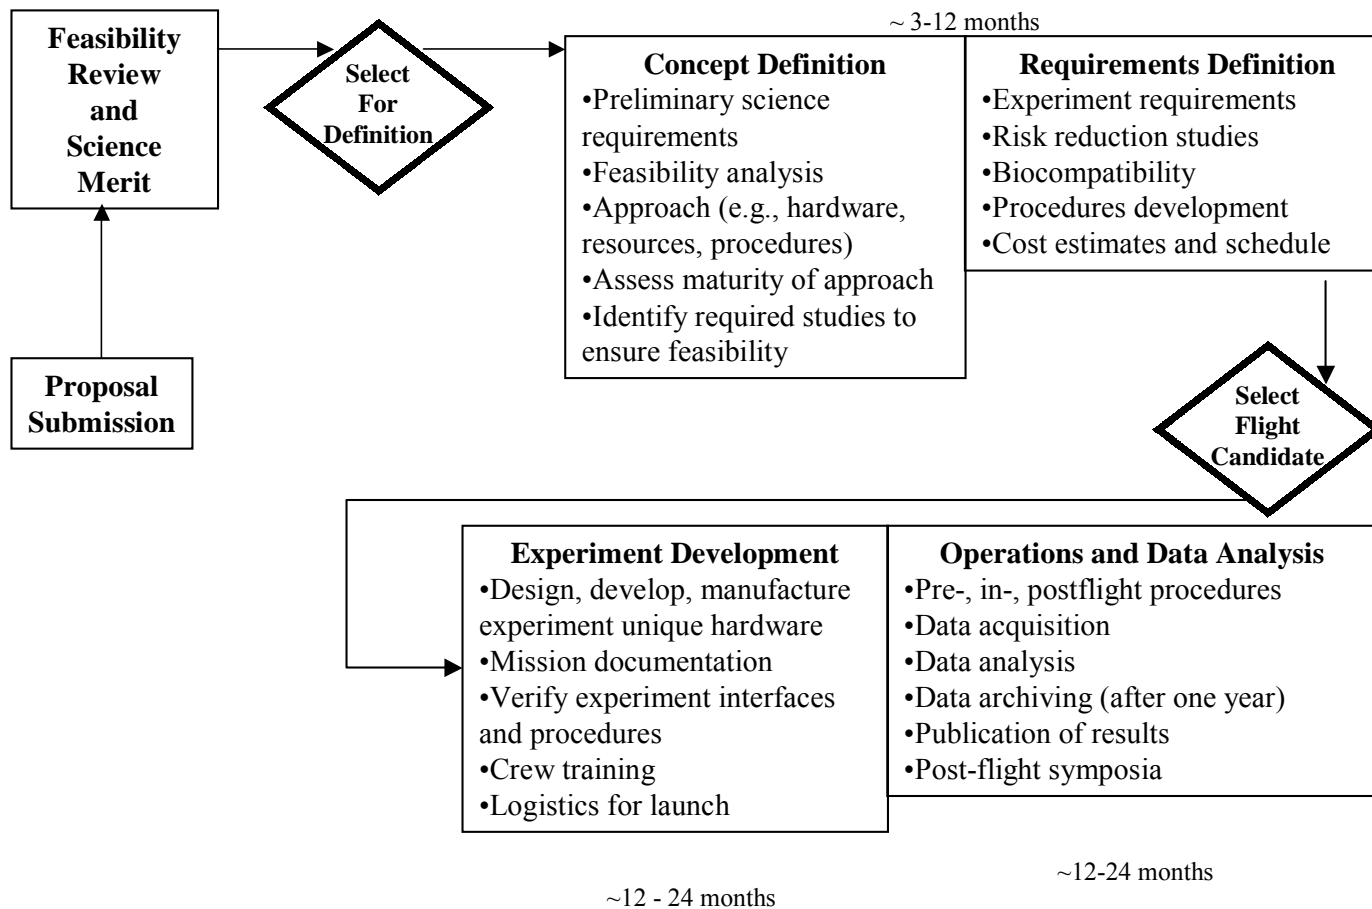 Feasibility
Review
and
Science
Merit
Proposal
Submission
Select
For
Definition
~ 3-12 months
Concept Definition
•Preliminary science
requirements
•Feasibility analysis
•Approach (e.g., hardware,
resources, procedures)
•Assess maturity of approach
•Identify required studies to
ensure feasibility
Requirements Definition
•Experiment requirements
•Risk reduction studies
•Biocompatibility
•Procedures development
•Cost estimates and schedule
Select
Flight
Candidate
Experiment Development
•Design, develop, manufacture
experiment unique hardware
•Mission documentation
•Verify experiment interfaces
and procedures
•Crew training
•Logistics for launch
Operations and Data Analysis
•Pre-, in-, postflight procedures
•Data acquisition
•Data analysis
•Data archiving (after one year)
•Publication of results
•Post-flight symposia
~12 - 24 months
~12-24 months